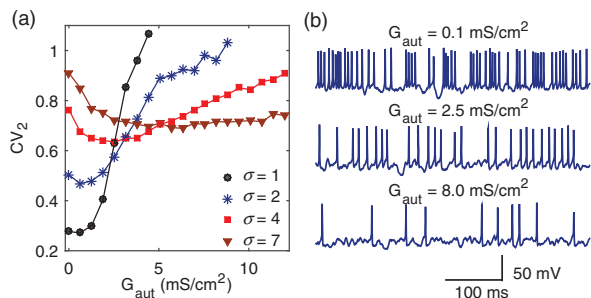 (a)
1
0.8
0.6
0.4
0.2
CV2
0 5 10
Gaut (mS/cm²)
σ = 1
σ = 2
σ = 4
σ = 7
(b)
Gaut = 0.1 mS/cm²
Gaut = 2.5 mS/cm²
Gaut = 8.0 mS/cm²
50 mV
100 ms